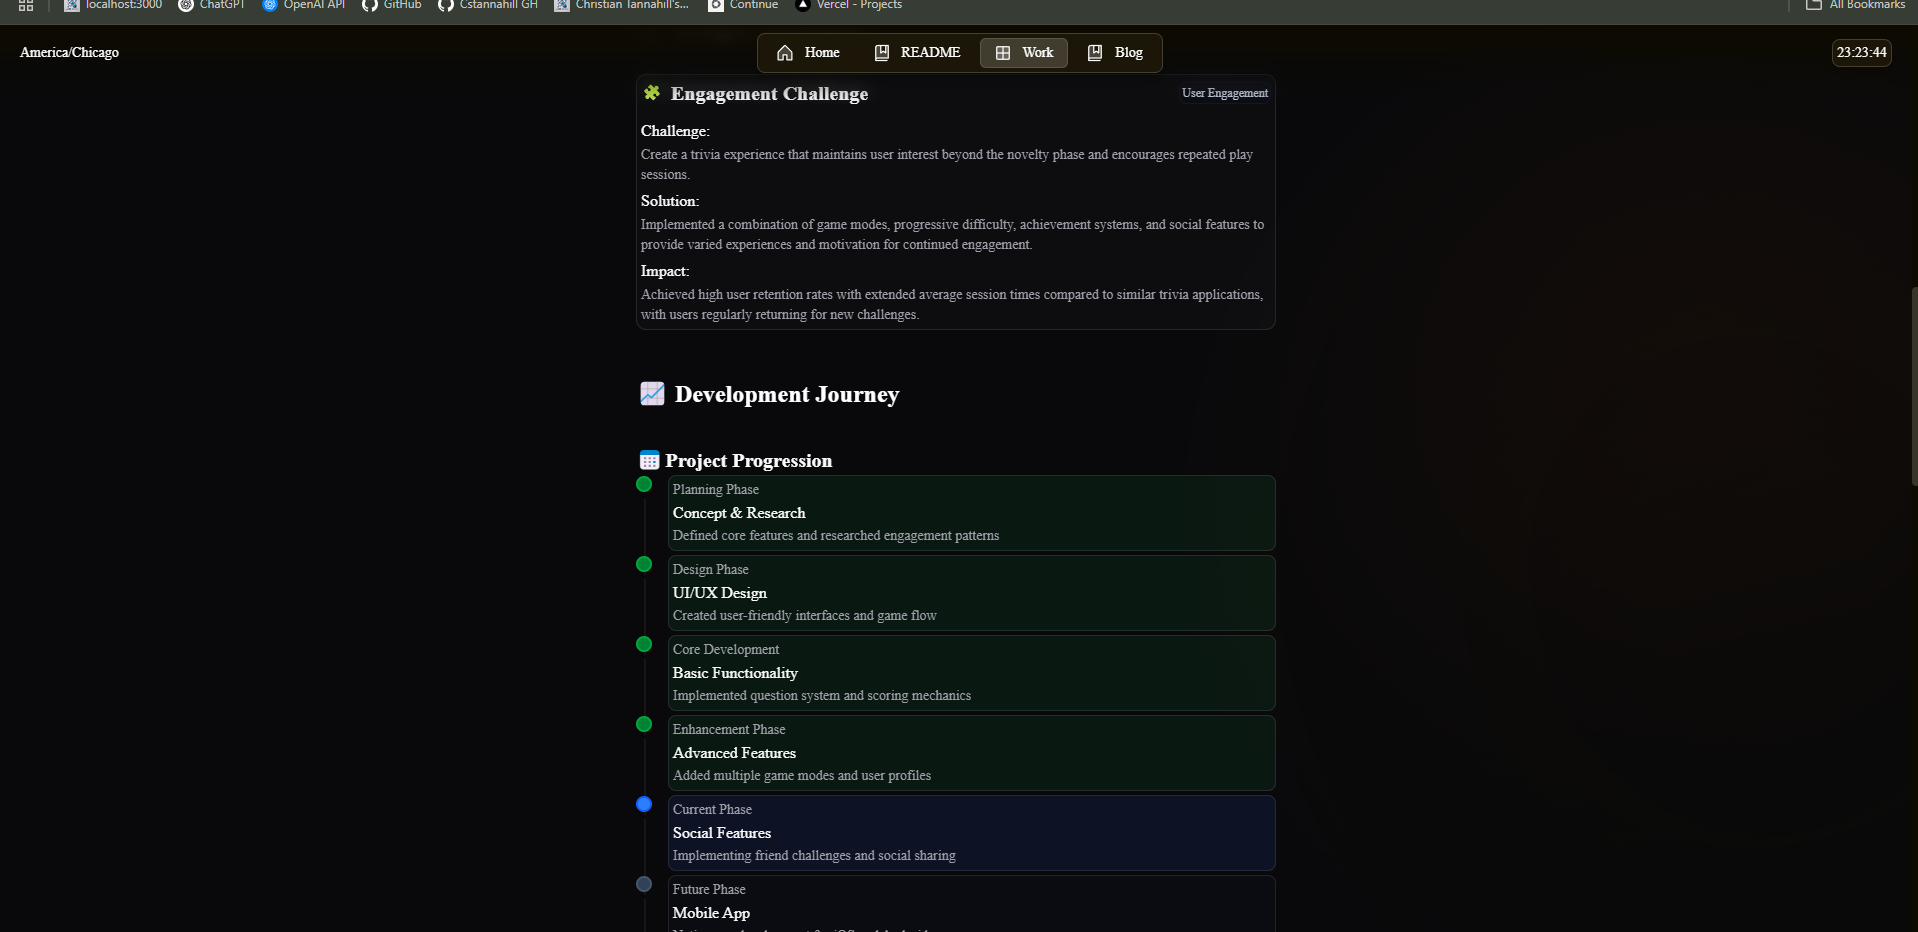 localhost:3000 ChatGPT OpenAI API GitHub Cstannahill GH Christian Tannahill's... Continue Vercel - Projects All Bookmarks
America/Chicago Home README Work Blog 23:23:44
Engagement Challenge User Engagement
Challenge:
Create a trivia experience that maintains user interest beyond the novelty phase and encourages repeated play
sessions.
Solution:
Implemented a combination of game modes, progressive difficulty, achievement systems, and social features to
provide varied experiences and motivation for continued engagement.
Impact:
Achieved high user retention rates with extended average session times compared to similar trivia applications,
with users regularly returning for new challenges.
Development Journey
Project Progression
Planning Phase
Concept & Research
Defined core features and researched engagement patterns
Design Phase
UI/UX Design
Created user-friendly interfaces and game flow
Core Development
Basic Functionality
Implemented question system and scoring mechanics
Enhancement Phase
Advanced Features
Added multiple game modes and user profiles
Current Phase
Social Features
Implementing friend challenges and social sharing
Future Phase
Mobile App